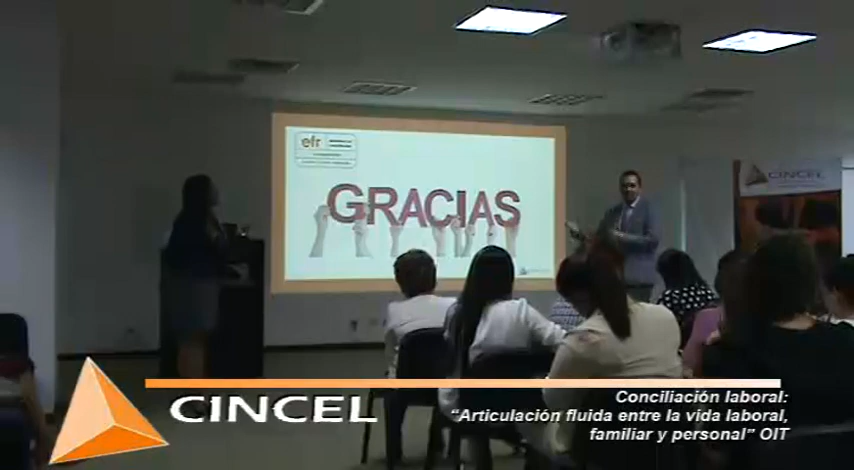 efr
GRACIAS
CINCEL
CINCEL
Conciliación laboral:
“Articulación fluida entre la vida laboral,
familiar y personal” OIT